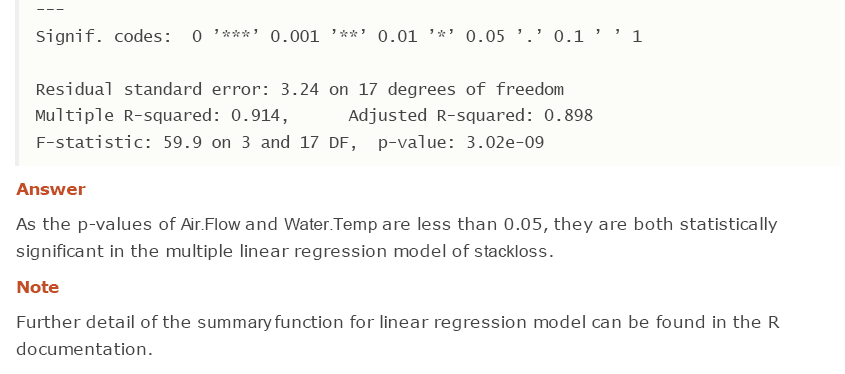 ---
Signif. codes:  0 ’***’ 0.001 ’**’ 0.01 ’*’ 0.05 ’.’ 0.1 ’ ’ 1
Residual standard error: 3.24 on 17 degrees of freedom
Multiple R-squared: 0.914,      Adjusted R-squared: 0.898
F-statistic: 59.9 on 3 and 17 DF,  p-value: 3.02e-09
Answer
As the p-values of Air.Flow and Water.Temp are less than 0.05, they are both statistically
significant in the multiple linear regression model of stackloss.
Note
Further detail of the summary function for linear regression model can be found in the R
documentation.